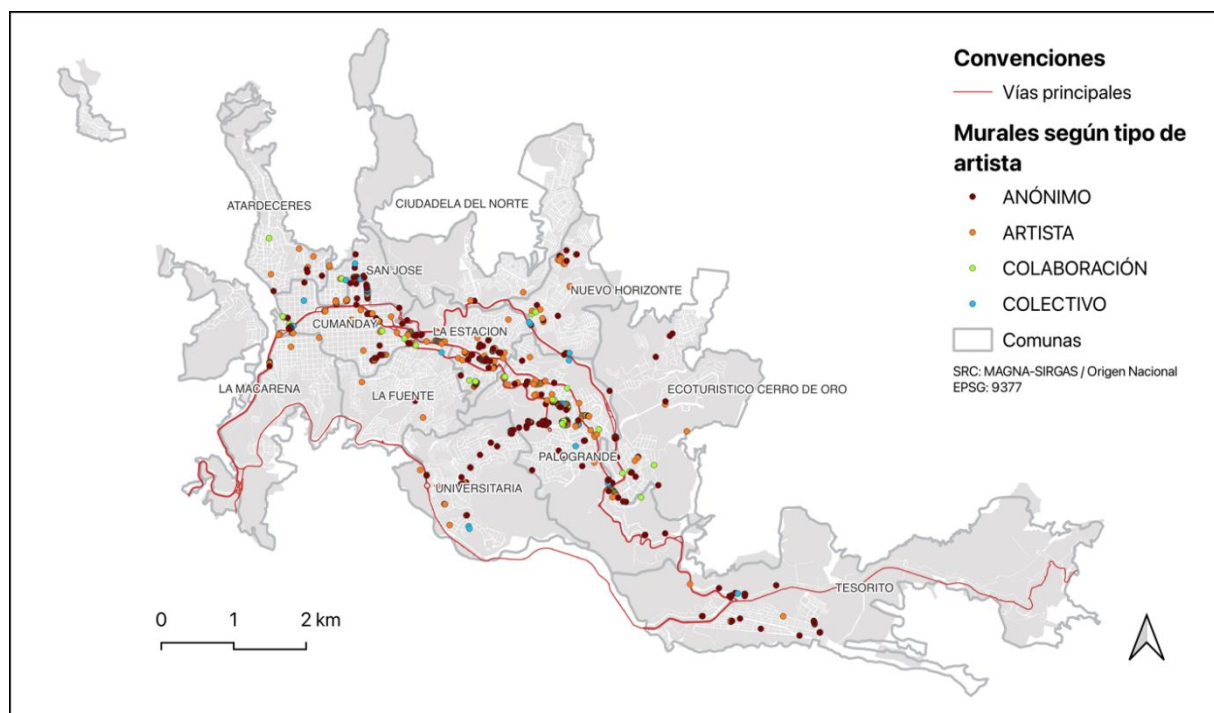 Convenciones
Vías principales
Murales según tipo de
artista
ANÓNIMO
ARTISTA
COLABORACIÓN
COLECTIVO
Comunas
SRC: MAGNA-SIRGAS / Origen Nacional
EPSG: 9377
ATARDECERES
CIUDADELA DEL NORTE
SAN JOSE
NUEVO HORIZONTE
CUMANDAY
LA ESTACION
LA MACARENA
LA FUENTE
ECOTURISTICO CERRO DE ORO
PALOGRANDE
UNIVERSITARIA
TESORITO
0 1 2 km